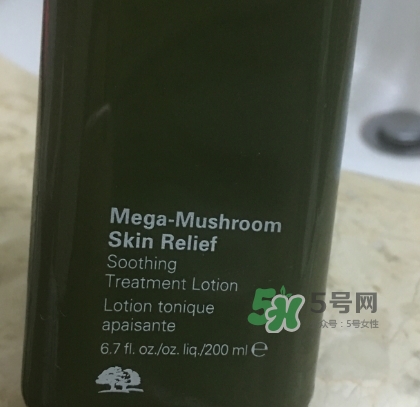 Mega-Mushroom
Skin Relief
Soothing
Treatment Lotion
Lotion tonique
apaisante
6.7 fl. oz./oz. liq./200 ml ℮
5号网
众号：5号女性